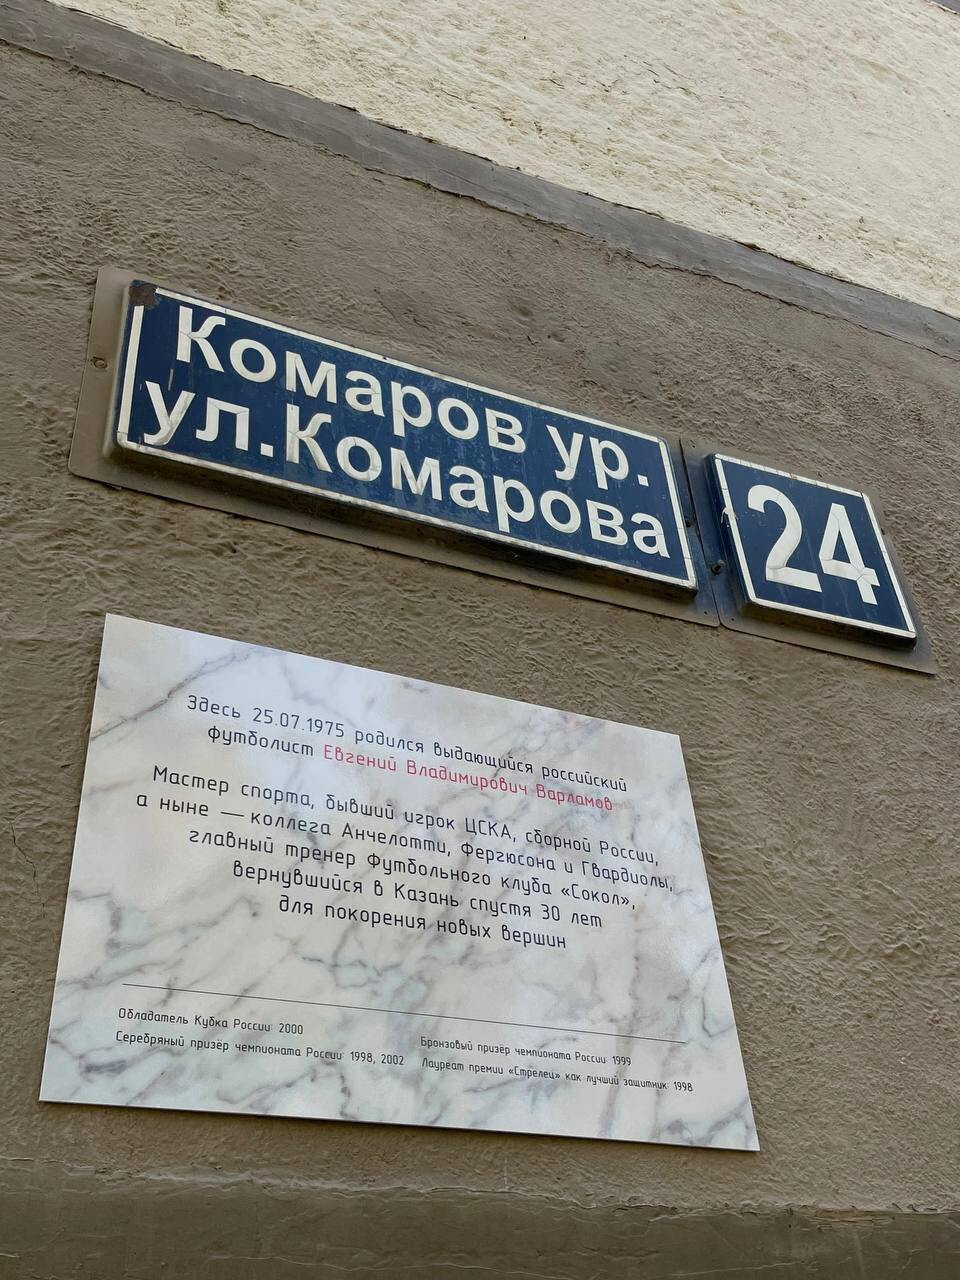 Комаров ур.
ул.Комарова
24
Здесь 25.07.1975 родился выдающийся российский
футболист Евгений Владимирович Варламов
Мастер спорта, бывший игрок ЦСКА, сборной России,
а ныне — коллега Анчелотти, Фергюсона и Гвардиолы,
главный тренер Футбольного клуба «Сокол»,
вернувшийся в Казань спустя 30 лет
для покорения новых вершин
Обладатель Кубка России: 2000
Серебряный призёр чемпионата России: 1998, 2002
Бронзовый призёр чемпионата России: 1999
Лауреат премии «Стрелец» как лучший защитник: 1998